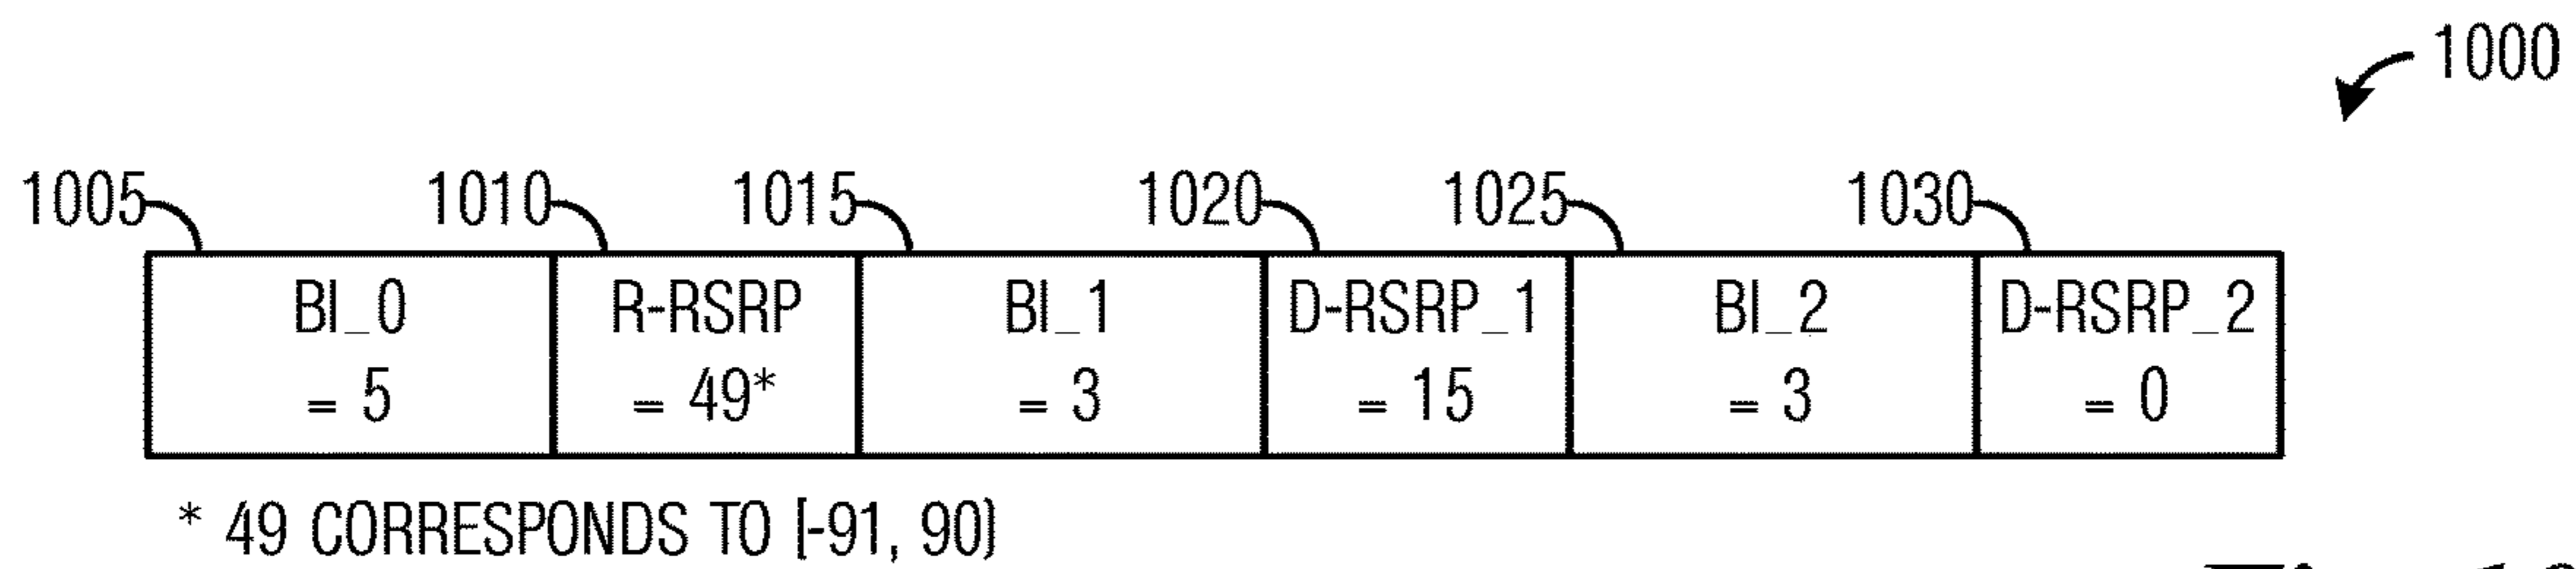 1000
1005 1010 1015 1020 1025 1030
BI_0 R-RSRP BI_1 D-RSRP_1 BI_2 D-RSRP_2
= 5 = 49* = 3 = 15 = 3 = 0
* 49 CORRESPONDS TO [-91, 90)